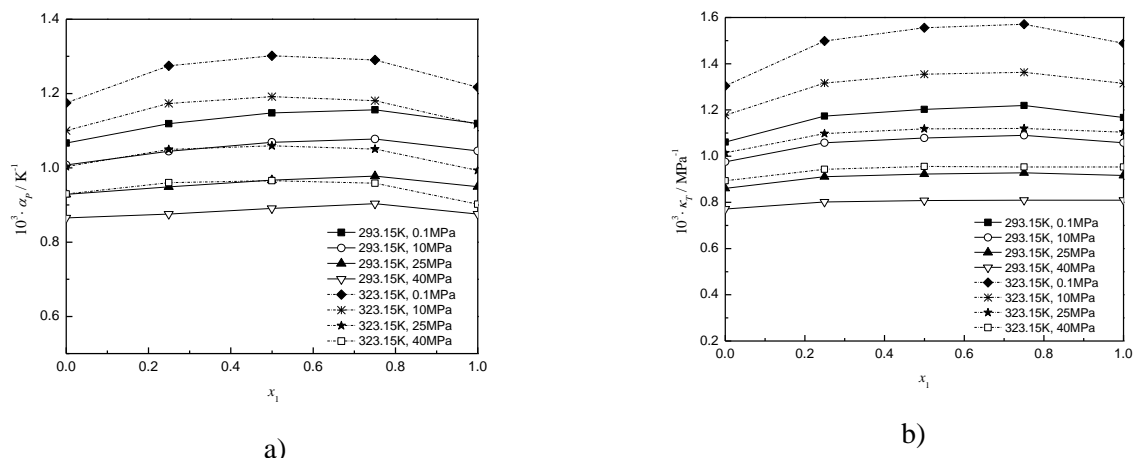 1.4
1.2
1.0
0.8
0.6
10³· α_P / K⁻¹
293.15K, 0.1MPa
293.15K, 10MPa
293.15K, 25MPa
293.15K, 40MPa
323.15K, 0.1MPa
323.15K, 10MPa
323.15K, 25MPa
323.15K, 40MPa
0.0 0.2 0.4 0.6 0.8 1.0
x₁
a)
1.6
1.4
1.2
1.0
0.8
0.6
0.4
0.2
10³· κ_T / MPa⁻¹
293.15K, 0.1MPa
293.15K, 10MPa
293.15K, 25MPa
293.15K, 40MPa
323.15K, 0.1MPa
323.15K, 10MPa
323.15K, 25MPa
323.15K, 40MPa
0.0 0.2 0.4 0.6 0.8 1.0
x₁
b)